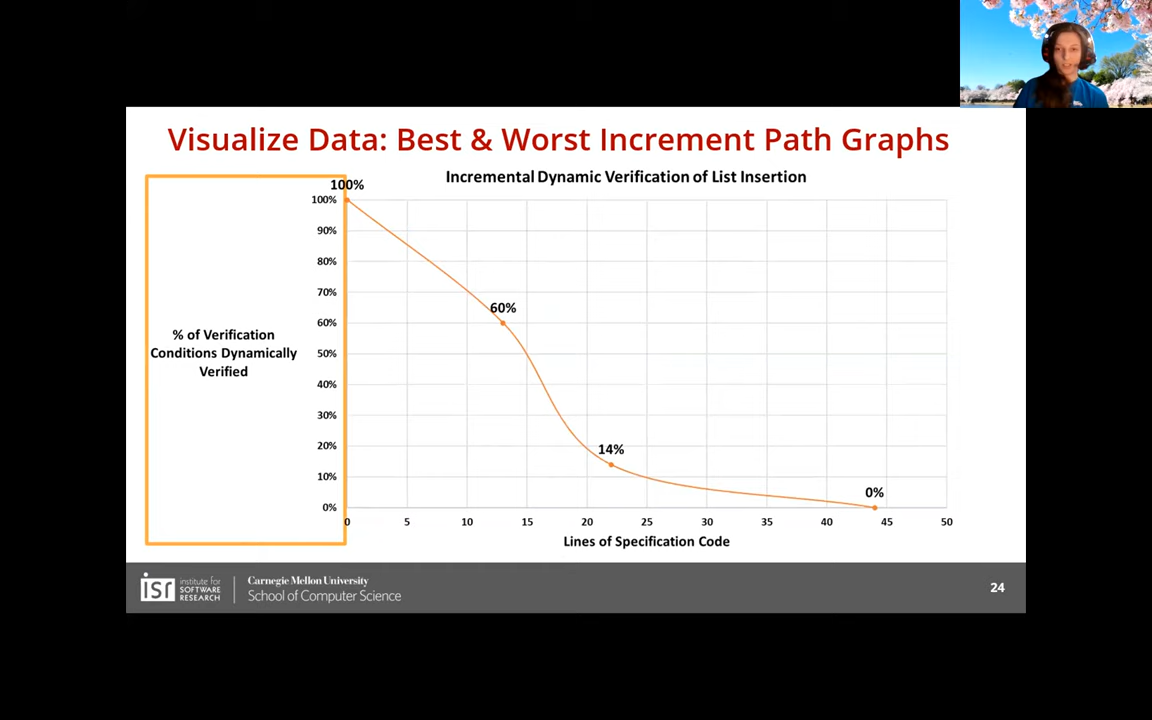 Visualize Data: Best & Worst Increment Path Graphs
Incremental Dynamic Verification of List Insertion
% of Verification
Conditions Dynamically
Verified
100%
90%
80%
70%
60%
50%
40%
30%
20%
10%
0%
100%
60%
14%
0%
0
5
10
15
20
25
30
35
40
45
50
Lines of Specification Code
isr
institute for
SOFTWARE
RESEARCH
Carnegie Mellon University
School of Computer Science
24